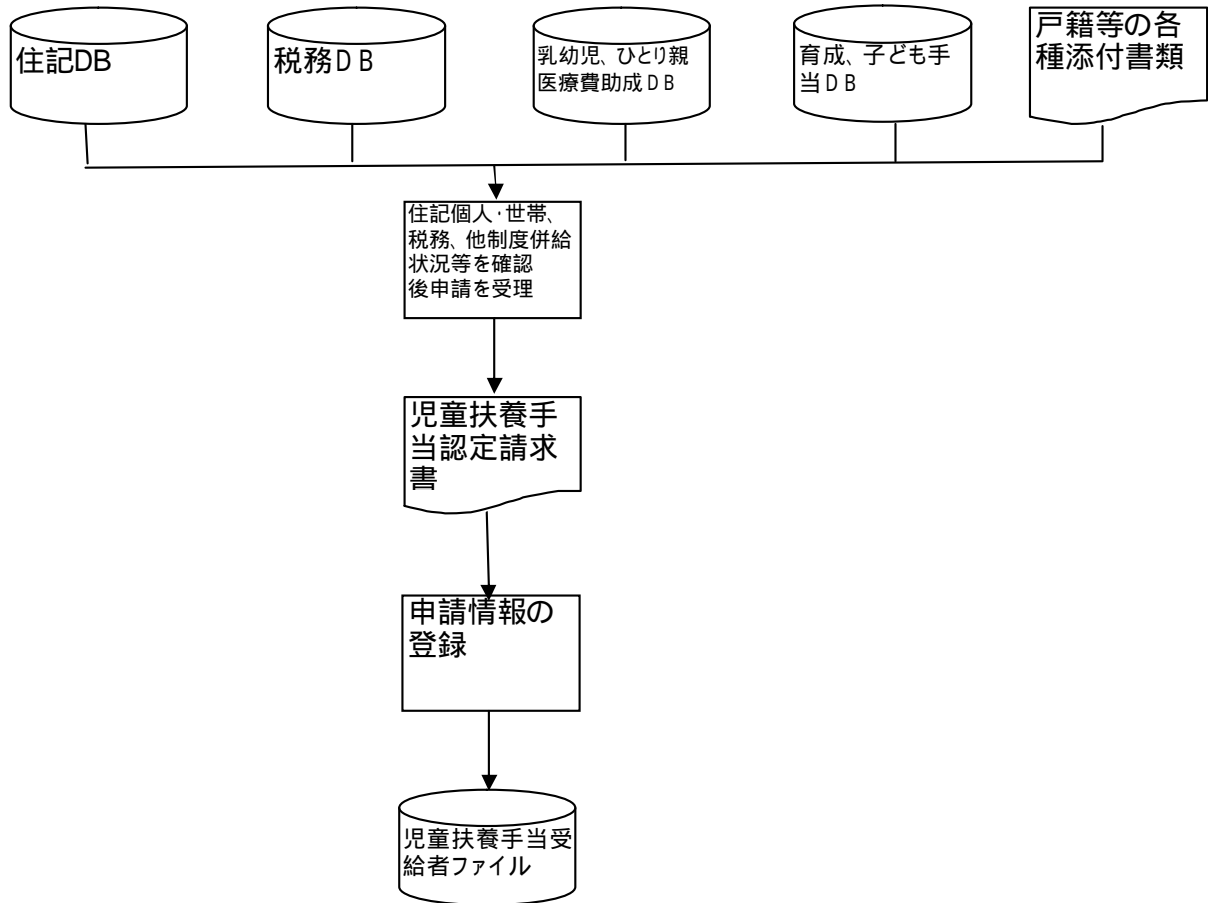 住記DB
税務DB
乳幼児、ひとり親
医療費助成DB
育成、子ども手
当DB
戸籍等の各
種添付書類
住記個人・世帯、
税務、他制度併給
状況等を確認
後申請を受理
児童扶養手
当認定請求
書
申請情報の
登録
児童扶養手当受
給者ファイル